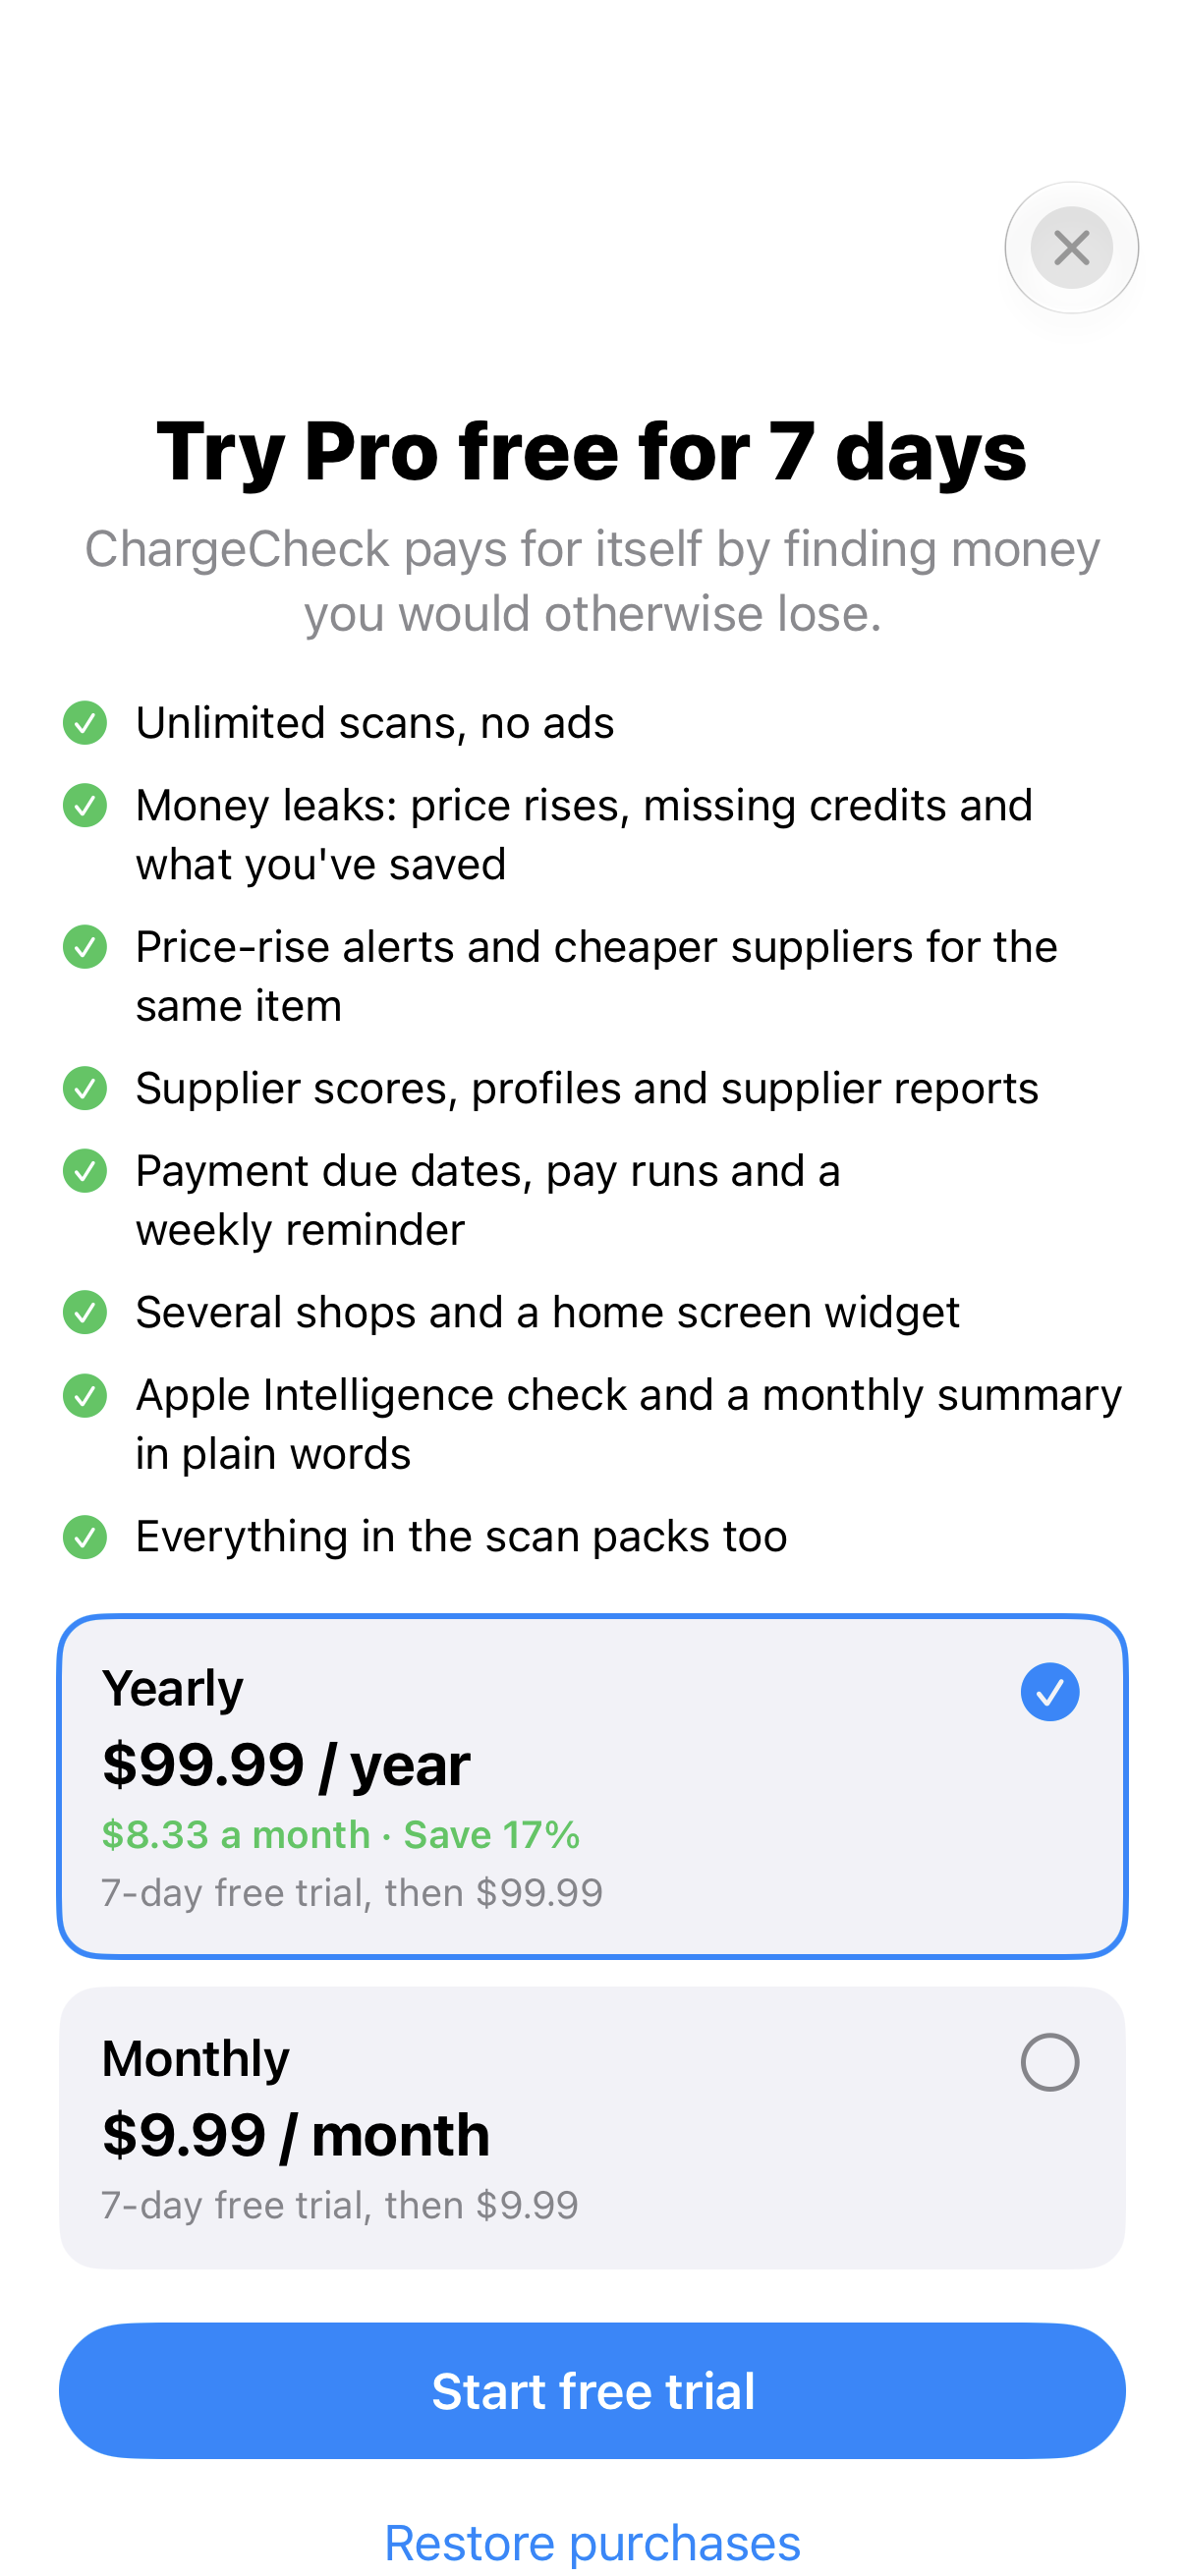 Try Pro free for 7 days
ChargeCheck pays for itself by finding money
you would otherwise lose.
Unlimited scans, no ads
Money leaks: price rises, missing credits and
what you've saved
Price-rise alerts and cheaper suppliers for the
same item
Supplier scores, profiles and supplier reports
Payment due dates, pay runs and a
weekly reminder
Several shops and a home screen widget
Apple Intelligence check and a monthly summary
in plain words
Everything in the scan packs too
Yearly
$99.99 / year
$8.33 a month · Save 17%
7-day free trial, then $99.99
Monthly
$9.99 / month
7-day free trial, then $9.99
Start free trial
Restore purchases